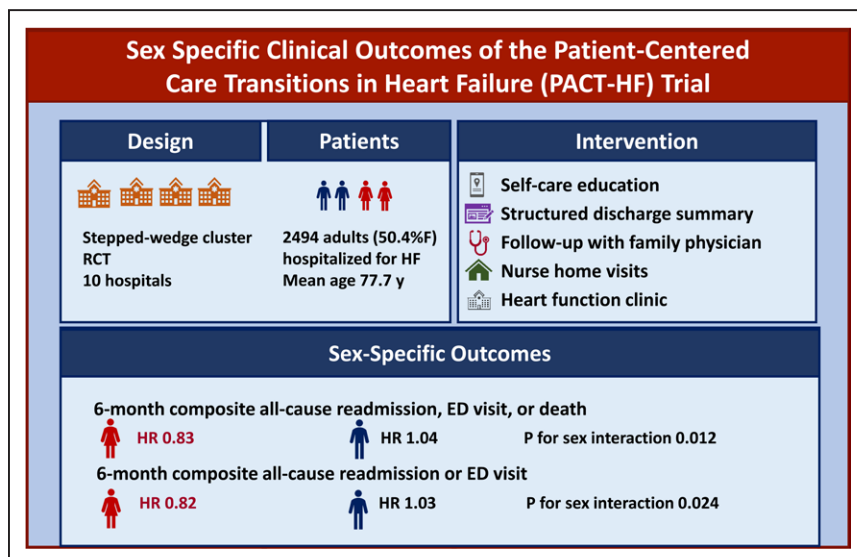 Sex Specific Clinical Outcomes of the Patient-Centered
Care Transitions in Heart Failure (PACT-HF) Trial
Design
Stepped-wedge cluster
RCT
10 hospitals
Patients
2494 adults (50.4%F)
hospitalized for HF
Mean age 77.7 y
Intervention
Self-care education
Structured discharge summary
Follow-up with family physician
Nurse home visits
Heart function clinic
Sex-Specific Outcomes
6-month composite all-cause readmission, ED visit, or death
HR 0.83 HR 1.04 P for sex interaction 0.012
6-month composite all-cause readmission or ED visit
HR 0.82 HR 1.03 P for sex interaction 0.024